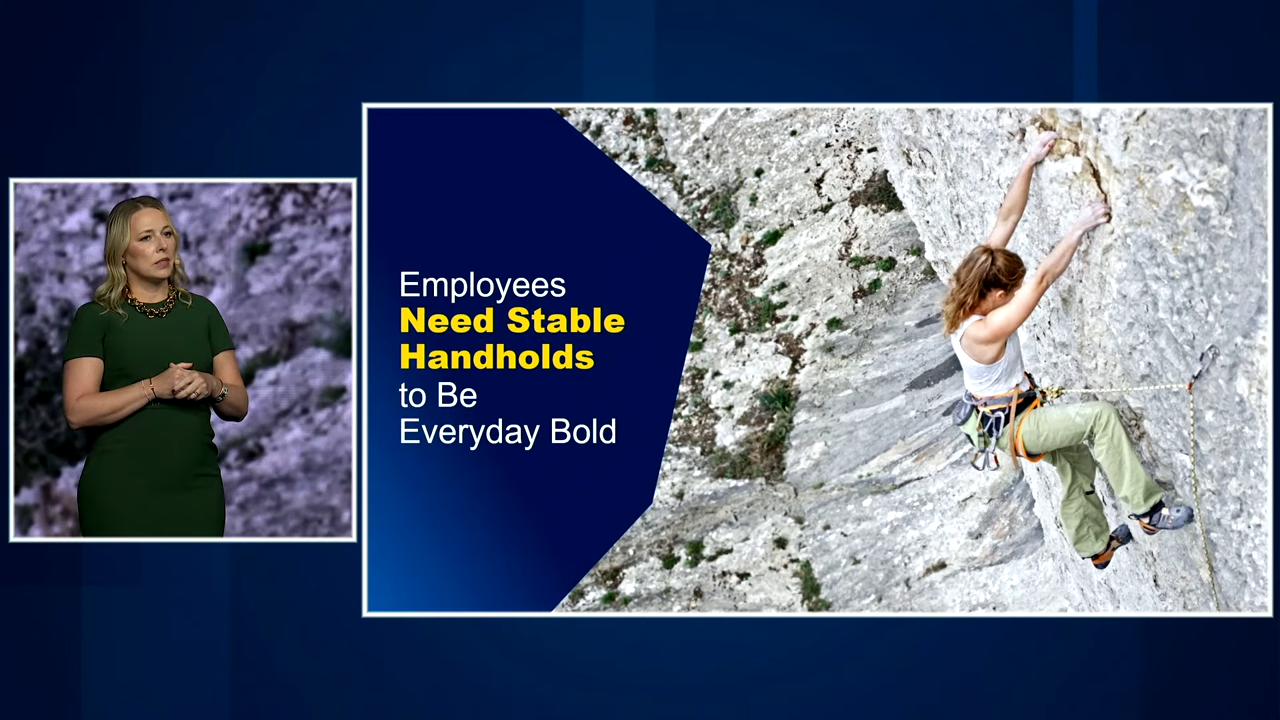 Employees
Need Stable
Handholds
to Be
Everyday Bold